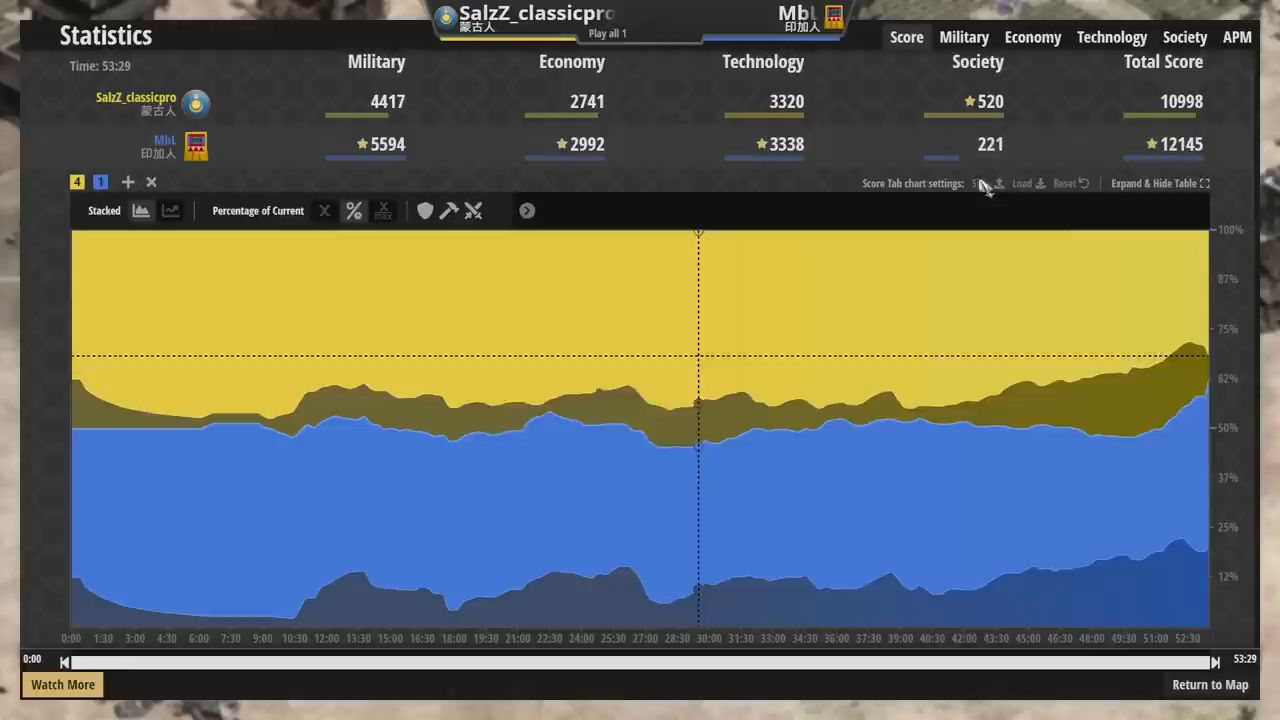 SalzZ_classicpro
蒙古人
Play all 1
MbL
印加人
Statistics
Score Military Economy Technology Society APM
Time: 53:29
Military Economy Technology Society Total Score
SalzZ_classicpro
蒙古人
4417 2741 3320 520 10998
MbL
印加人
5594 2992 3338 221 12145
4 1
Score Tab chart settings: Load Reset Expand & Hide Table
Stacked Percentage of Current X % X max
100%
87%
75%
62%
50%
37%
25%
12%
0:00 1:30 3:00 4:30 6:00 7:30 9:00 10:30 12:00 13:30 15:00 16:30 18:00 19:30 21:00 22:30 24:00 25:30 27:00 28:30 30:00 31:30 33:00 34:30 36:00 37:30 39:00 40:30 42:00 43:30 45:00 46:30 48:00 49:30 51:00 52:30
0:00 53:29
Watch More Return to Map